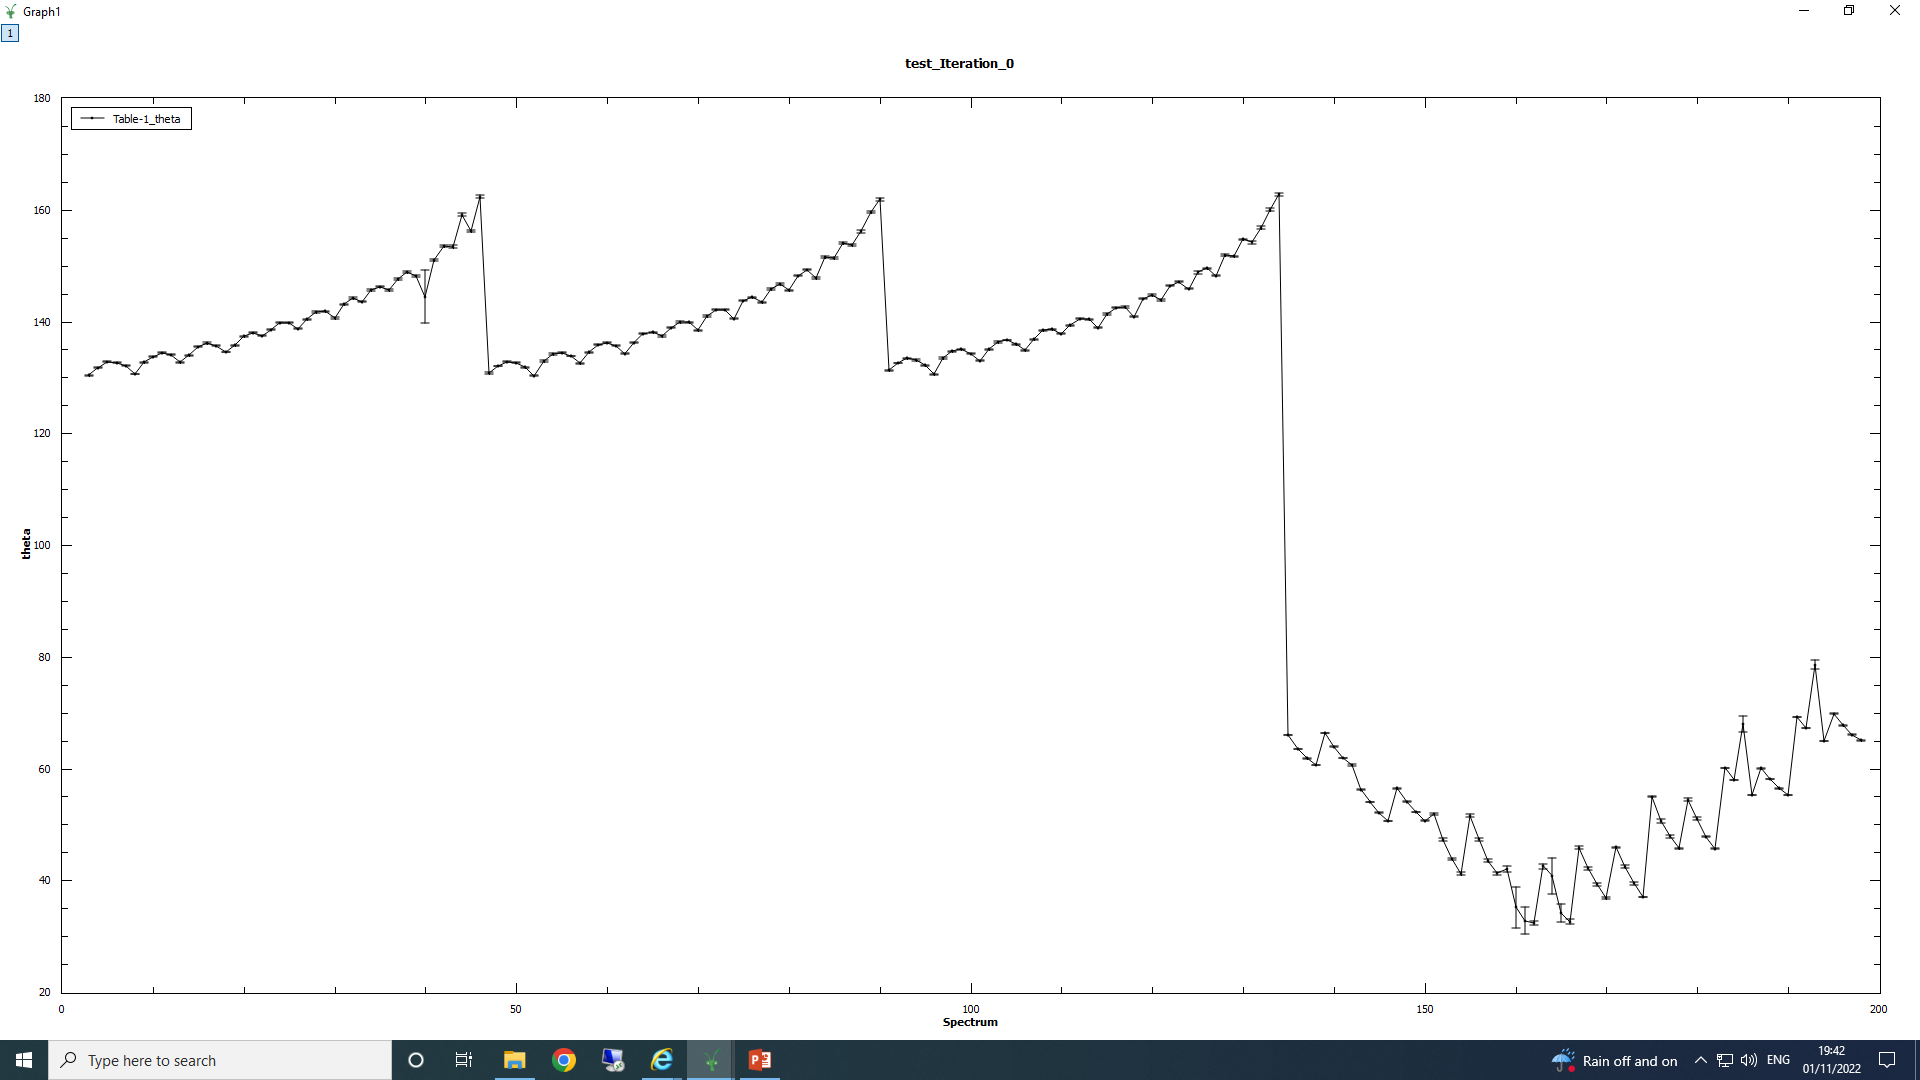 Graph1
1
test_Iteration_0
Table-1_theta
180
160
140
120
100
80
60
40
20
theta
0 50 100 150 200
Spectrum
Type here to search
Rain off and on
ENG
19:42
01/11/2022